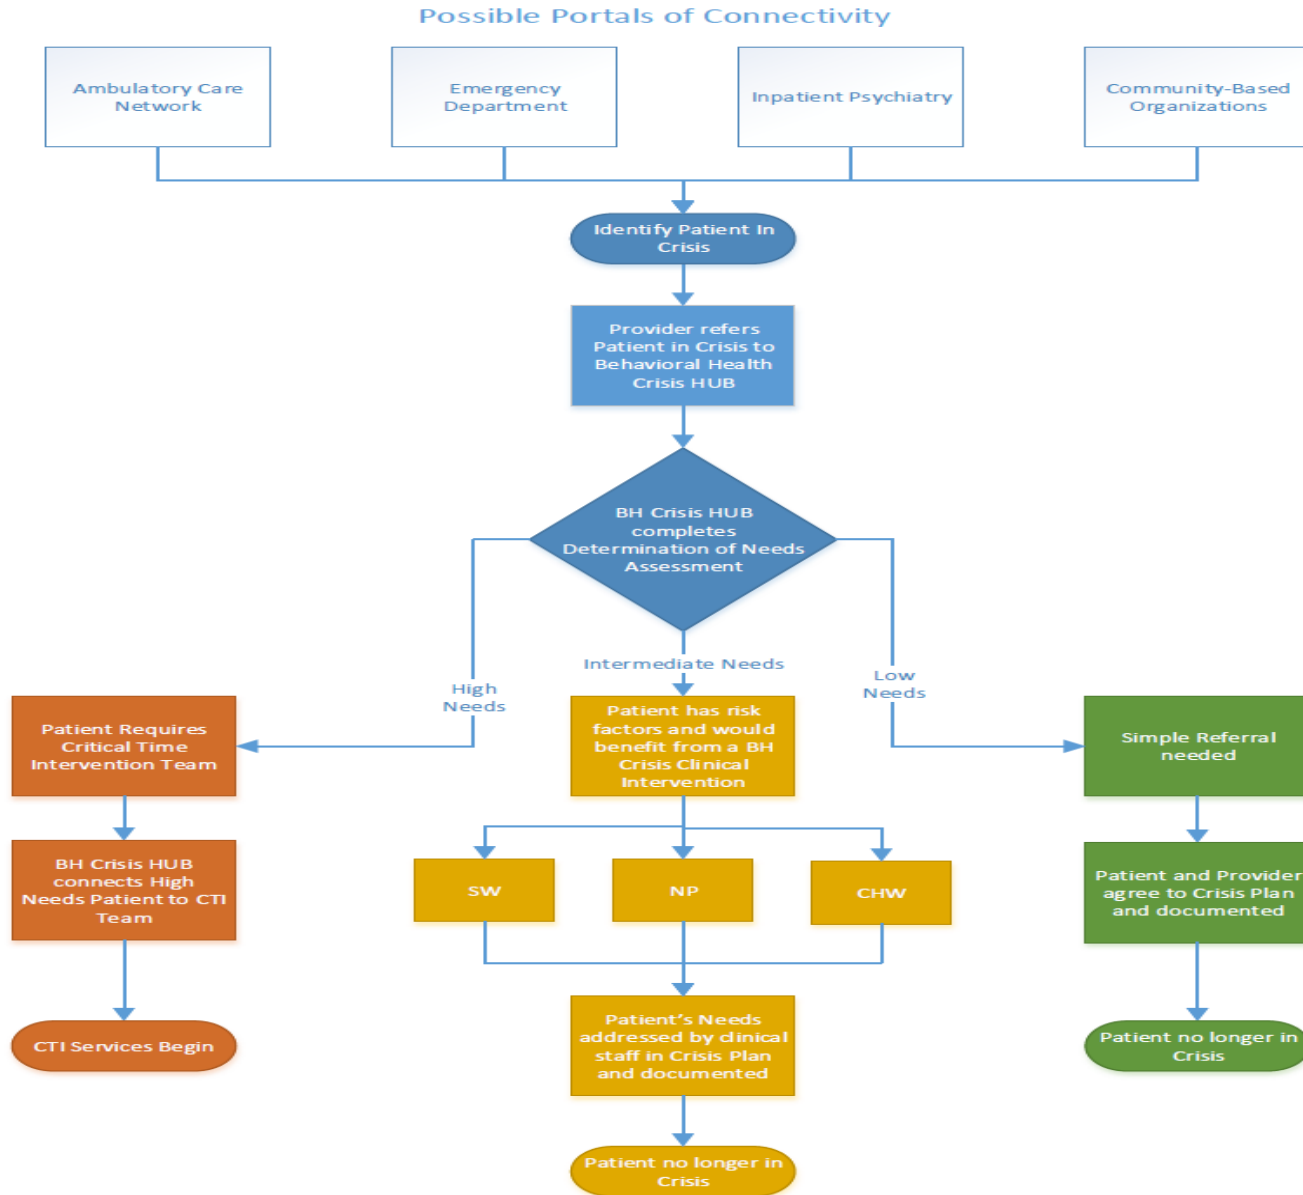 Possible Portals of Connectivity
Ambulatory Care
Network
Emergency
Department
Inpatient Psychiatry
Community-Based
Organizations
Identify Patient In
Crisis
Provider refers
Patient in Crisis to
Behavioral Health
Crisis HUB
BH Crisis HUB
completes
Determination of Needs
Assessment
High
Needs
Intermediate Needs
Low
Needs
Patient Requires
Critical Time
Intervention Team
Patient has risk
factors and would
benefit from a BH
Crisis Clinical
Intervention
Simple Referral
needed
BH Crisis HUB
connects High
Needs Patient to CTI
Team
SW
NP
CHW
Patient and Provider
agree to Crisis Plan
and documented
CTI Services Begin
Patient's Needs
addressed by clinical
staff in Crisis Plan
and documented
Patient no longer in
Crisis
Patient no longer in
Crisis